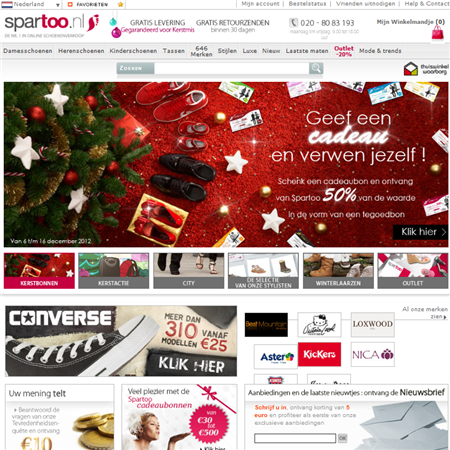 Nederland
FAVORIETEN
Mijn account | Bestelstatus | Vriendin uitnodigen | Help & Contact
spartoo.nl
DE NR. 1 IN ONLINE SCHOENVERKOOP
GRATIS LEVERING
Gegarandeerd voor Kerstmis
GRATIS RETOURZENDEN
binnen 30 dagen
020 - 80 83 193
Mijn Winkelmandje (0)
Damesschoenen
Herenschoenen
Kinderschoenen
Tassen
646 Merken
Stijlen
Luxe
Nieuw
Laatste maten
Outlet -20%
Mode & trends
Zoeken
thuiswinkel
waarborg
Geef een
cadeau
en verwen jezelf !
Schenk een cadeaubon en ontvang
van Spartoo 50% van de waarde
in de vorm van een tegoedbon
Van 6 t/m 16 december 2012
Klik hier
KERSTBONNEN
KERSTACTIE
CITY
DE SELECTIE
VAN ONZE STYLISTEN
WINTERLAARZEN
OUTLET
CONVERSE
MEER DAN
310 VANAF
MODELLEN €25
KLIK HIER
Al onze merken
zien
Best Mountain
LOXWOOD
Aster
KicKers
NICA
Uw mening telt
Beantwoord de
vragen van onze
Tevredenheidsen-
quête en ontvang
€10
Veel plezier met de
Spartoo
cadeaubonnen
van
€30
tot
€500
Klik hier
Aanbiedingen en de laatste nieuwtjes : ontvang de Nieuwsbrief
Schrijf u in, ontvang korting van 5
euro en profiteer als eerste van onze
exclusieve aanbiedingen
OK